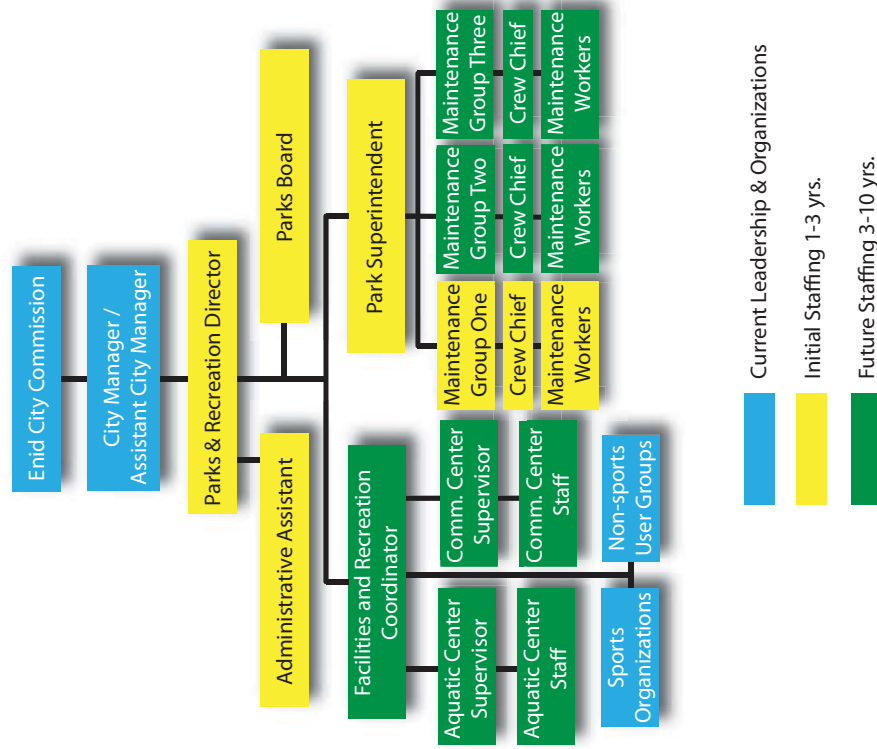 Enid City Commission
City Manager /
Assistant City Manager
Parks & Recreation Director
Administrative Assistant
Parks Board
Facilities and Recreation
Coordinator
Park Superintendent
Aquatic Center
Supervisor
Comm. Center
Supervisor
Maintenance
Group One
Maintenance
Group Two
Maintenance
Group Three
Crew Chief
Crew Chief
Crew Chief
Aquatic Center
Staff
Comm. Center
Staff
Maintenance
Workers
Maintenance
Workers
Maintenance
Workers
Sports
Organizations
Non-sports
User Groups
Current Leadership & Organizations
Initial Staffing 1-3 yrs.
Future Staffing 3-10 yrs.